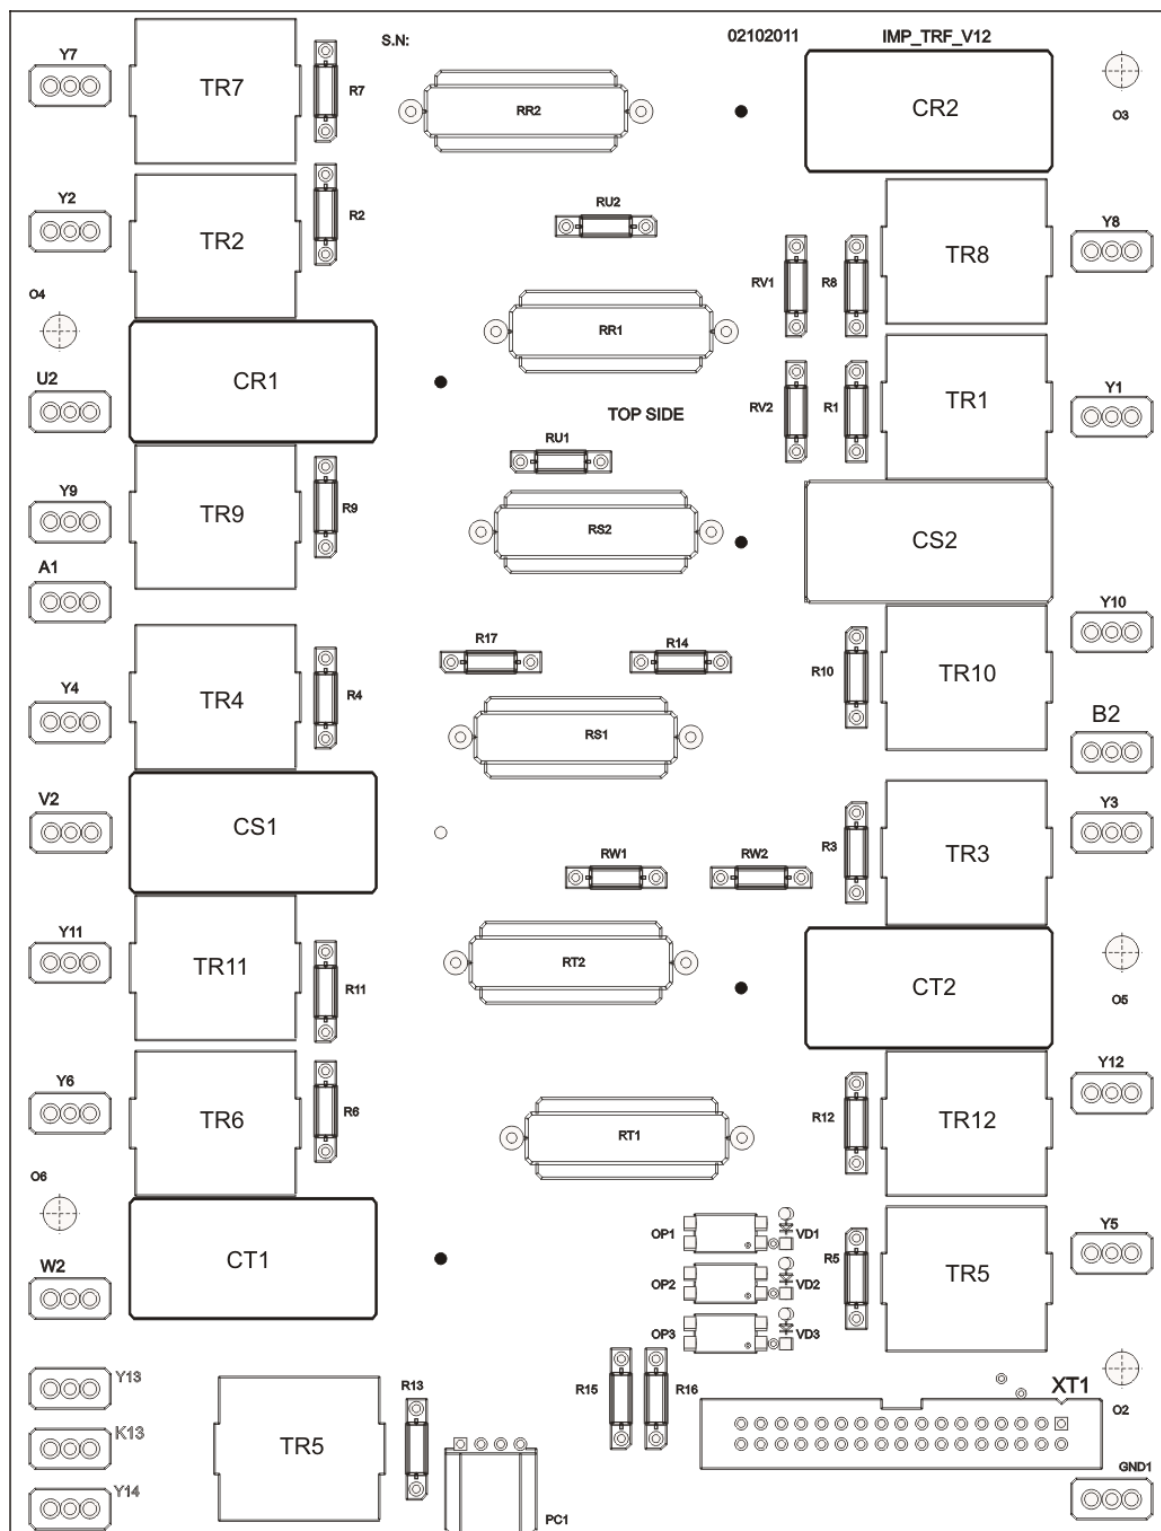 S.N:
02102011
IMP_TRF_V12
Y7
TR7
R7
RR2
CR2
O3
Y2
TR2
R2
RU2
TR8
Y8
O4
RV1
R8
RR1
U2
CR1
TOP SIDE
RV2
R1
TR1
Y1
RU1
Y9
TR9
R9
RS2
CS2
A1
Y10
R17
R14
R10
TR10
Y4
TR4
R4
RS1
B2
V2
CS1
Y3
R3
TR3
RW1
RW2
Y11
TR11
R11
RT2
CT2
O5
Y6
TR6
R6
RT1
R12
TR12
Y12
O6
W2
CT1
OP1
VD1
OP2
VD2
OP3
VD3
R5
TR5
Y5
Y13
K13
Y14
TR5
R13
R15
R16
XT1
O2
PC1
GND1